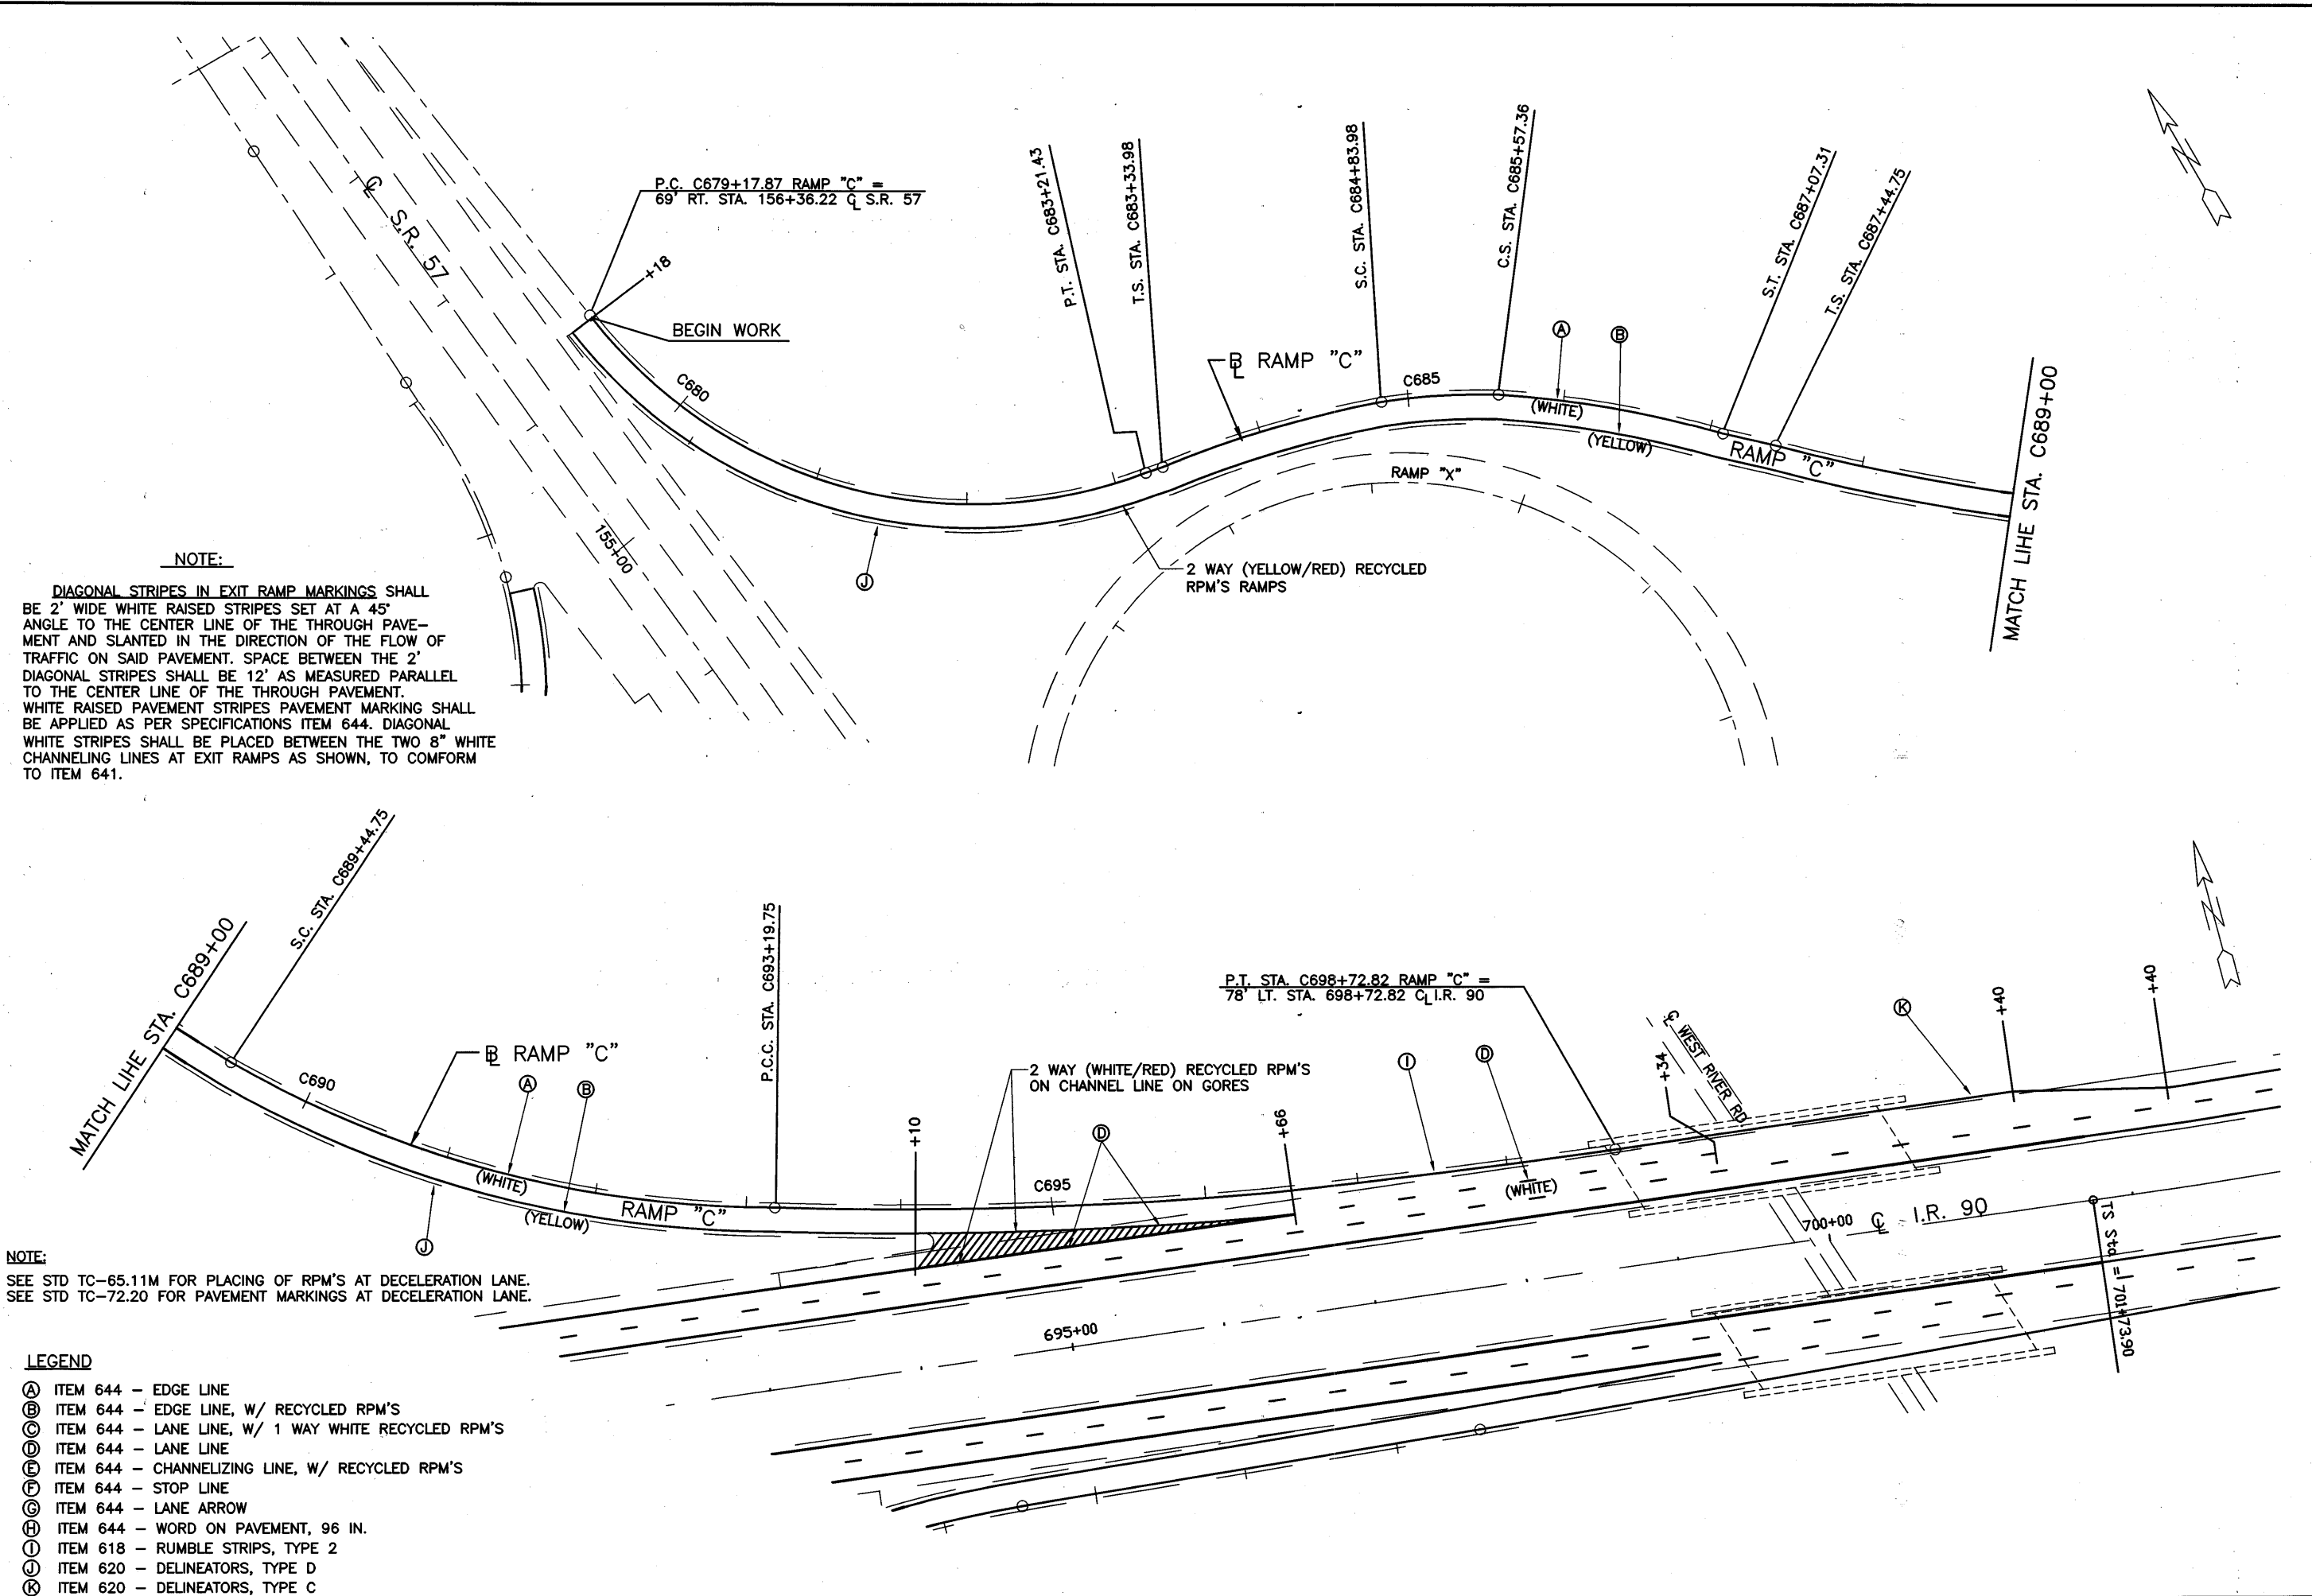 P.C. C679+17.87 RAMP "C" =
69' RT. STA. 156+36.22 ℄ S.R. 57
+18
BEGIN WORK
℄ S.R. 57
155+00
C680
P.T. STA. C683+21.43
T.S. STA. C683+33.98
S.C. STA. C684+83.98
C.S. STA. C685+57.36
S.T. STA. C687+07.31
T.S. STA. C687+44.75
BL RAMP "C"
C685
A
B
(WHITE)
(YELLOW)
RAMP "C"
RAMP "X"
MATCH LIHE STA. C689+00
J
2 WAY (YELLOW/RED) RECYCLED
RPM'S RAMPS
N
NOTE:
DIAGONAL STRIPES IN EXIT RAMP MARKINGS SHALL
BE 2' WIDE WHITE RAISED STRIPES SET AT A 45°
ANGLE TO THE CENTER LINE OF THE THROUGH PAVE–
MENT AND SLANTED IN THE DIRECTION OF THE FLOW OF
TRAFFIC ON SAID PAVEMENT. SPACE BETWEEN THE 2'
DIAGONAL STRIPES SHALL BE 12' AS MEASURED PARALLEL
TO THE CENTER LINE OF THE THROUGH PAVEMENT.
WHITE RAISED PAVEMENT STRIPES PAVEMENT MARKING SHALL
BE APPLIED AS PER SPECIFICATIONS ITEM 644. DIAGONAL
WHITE STRIPES SHALL BE PLACED BETWEEN THE TWO 8" WHITE
CHANNELING LINES AT EXIT RAMPS AS SHOWN, TO COMFORM
TO ITEM 641.
MATCH LIHE STA. C689+00
S.C. STA. C689+44.75
C690
BL RAMP "C"
A
B
(WHITE)
(YELLOW)
RAMP "C"
J
P.C.C. STA. C693+19.75
+10
2 WAY (WHITE/RED) RECYCLED RPM'S
ON CHANNEL LINE ON GORES
D
C695
+66
P.T. STA. C698+72.82 RAMP "C" =
78' LT. STA. 698+72.82 CL I.R. 90
I
D
(WHITE)
℄ WEST RIVER RD
+34
K
+40
+40
N
695+00
700+00 ℄ I.R. 90
TS Sta = 701+73.90
NOTE:
SEE STD TC–65.11M FOR PLACING OF RPM'S AT DECELERATION LANE.
SEE STD TC–72.20 FOR PAVEMENT MARKINGS AT DECELERATION LANE.
LEGEND
A ITEM 644 – EDGE LINE
B ITEM 644 – EDGE LINE, W/ RECYCLED RPM'S
C ITEM 644 – LANE LINE, W/ 1 WAY WHITE RECYCLED RPM'S
D ITEM 644 – LANE LINE
E ITEM 644 – CHANNELIZING LINE, W/ RECYCLED RPM'S
F ITEM 644 – STOP LINE
G ITEM 644 – LANE ARROW
H ITEM 644 – WORD ON PAVEMENT, 96 IN.
I ITEM 618 – RUMBLE STRIPS, TYPE 2
J ITEM 620 – DELINEATORS, TYPE D
K ITEM 620 – DELINEATORS, TYPE C